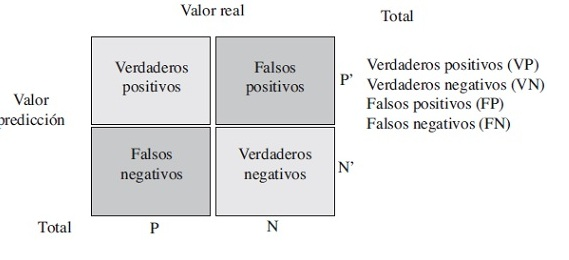 Valor real
Total
Verdaderos
positivos
Falsos
positivos
P’
Verdaderos positivos (VP)
Verdaderos negativos (VN)
Falsos positivos (FP)
Falsos negativos (FN)
Valor
predicción
Falsos
negativos
Verdaderos
negativos
N’
Total
P
N